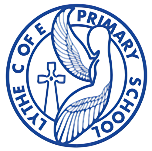 LYTHE C OF E PRIMARY SCHOOL